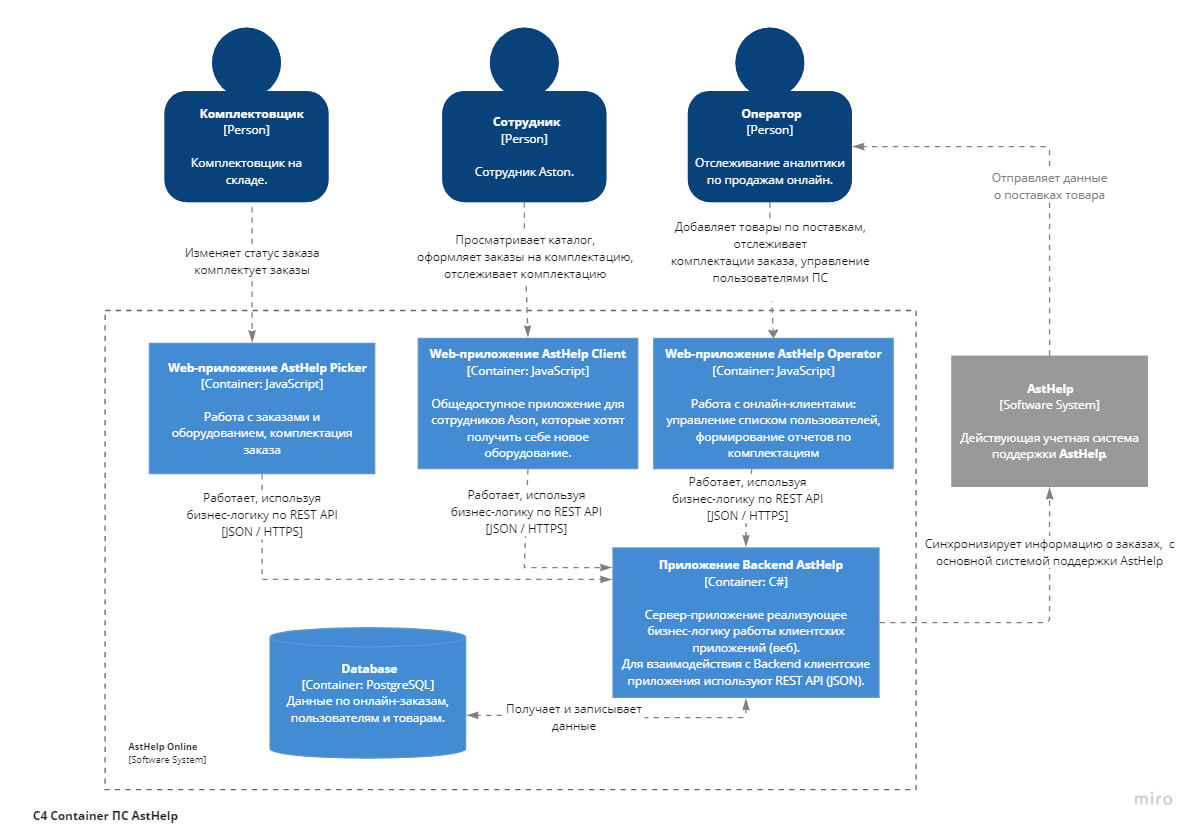 Комплектовщик
[Person]
Комплектовщик на
складе.
Сотрудник
[Person]
Сотрудник Aston.
Оператор
[Person]
Отслеживание аналитики
по продажам онлайн.
Отправляет данные
о поставках товара
Изменяет статус заказа
комплектует заказы
Просматривает каталог,
оформляет заказы на комплектацию,
отслеживает комплектацию
Добавляет товары по поставкам,
отслеживает
комплектации заказа, управление
пользователями ПС
Web-приложение AstHelp Picker
[Container: JavaScript]
Работа с заказами и
оборудованием, комплектация
заказа
Web-приложение AstHelp Client
[Container: JavaScript]
Общедоступное приложение для
сотрудников Ason, которые хотят
получить себе новое
оборудование.
Web-приложение AstHelp Operator
[Container: JavaScript]
Работа с онлайн-клиентами:
управление списком пользователей,
формирование отчетов по
комплектациям
AstHelp
[Software System]
Действующая учетная система
поддержки AstHelp.
Работает, используя
бизнес-логику по REST API
[JSON / HTTPS]
Работает, используя
бизнес-логику по REST API
[JSON / HTTPS]
Работает, используя
бизнес-логику по REST API
[JSON / HTTPS]
Синхронизирует информацию о заказах, с
основной системой поддержки AstHelp
Приложение Backend AstHelp
[Container: C#]
Сервер-приложение реализующее
бизнес-логику работы клиентских
приложений (веб).
Для взаимодействия с Backend клиентские
приложения используют REST API (JSON).
Database
[Container: PostgreSQL]
Данные по онлайн-заказам,
пользователям и товарам.
Получает и записывает
данные
AstHelp Online
[Software System]
C4 Container ПС AstHelp
miro